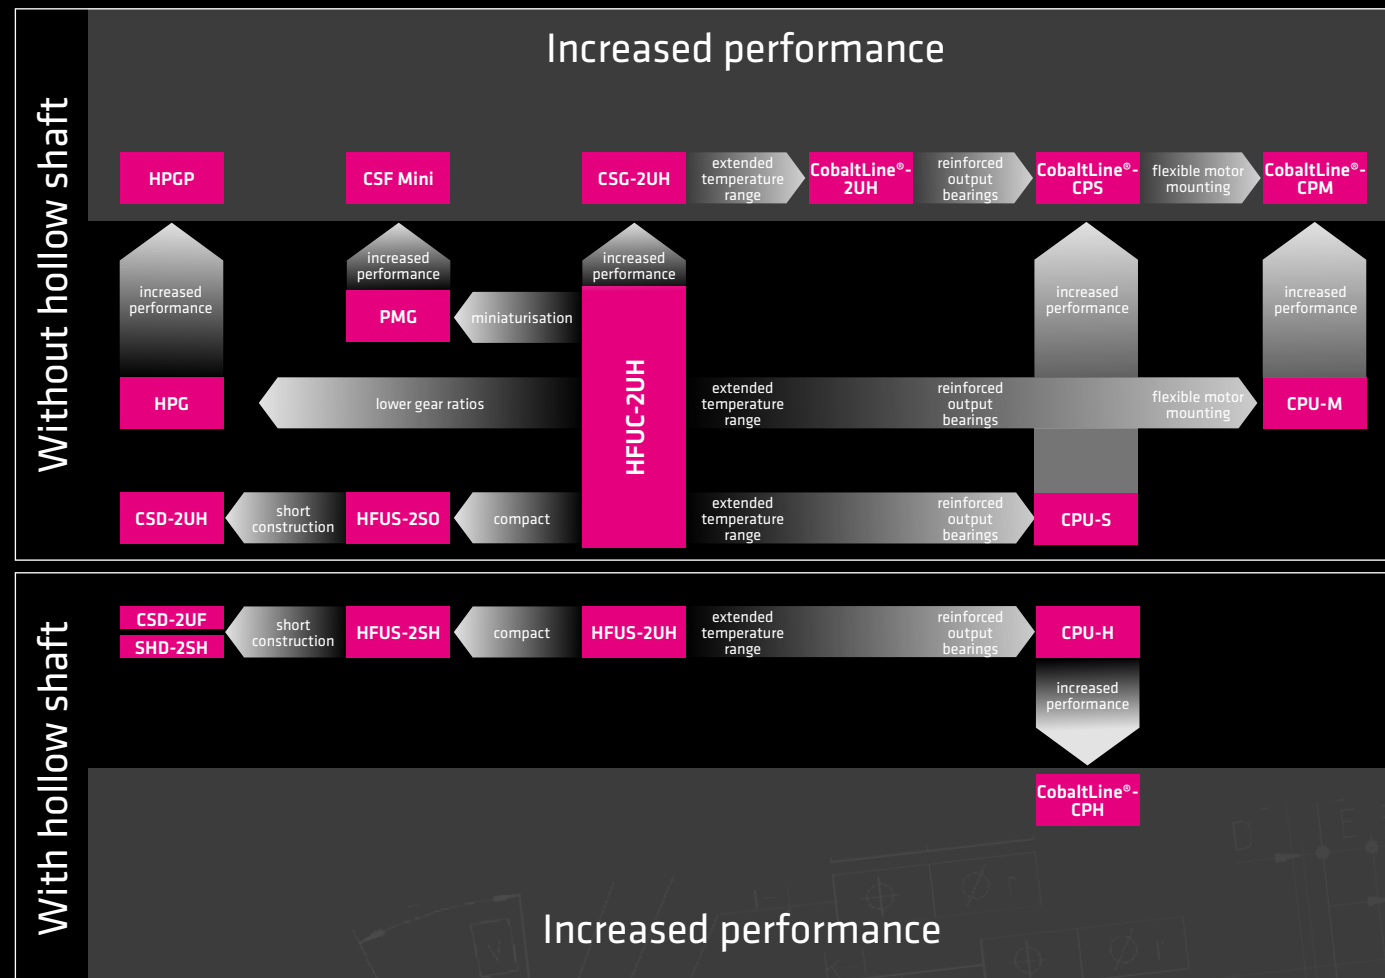 Increased performance
Without hollow shaft
HPGP
CSF Mini
CSG-2UH
extended
temperature
range
CobaltLine®-
2UH
reinforced
output
bearings
CobaltLine®-
CPS
flexible motor
mounting
CobaltLine®-
CPM
increased
performance
increased
performance
increased
performance
increased
performance
increased
performance
PMG
miniaturisation
HFUC-2UH
HPG
lower gear ratios
extended
temperature
range
reinforced
output
bearings
flexible motor
mounting
CPU-M
CSD-2UH
short
construction
HFUS-2SO
compact
extended
temperature
range
reinforced
output
bearings
CPU-S
With hollow shaft
CSD-2UF
SHD-2SH
short
construction
HFUS-2SH
compact
HFUS-2UH
extended
temperature
range
reinforced
output
bearings
CPU-H
increased
performance
CobaltLine®-
CPH
Increased performance